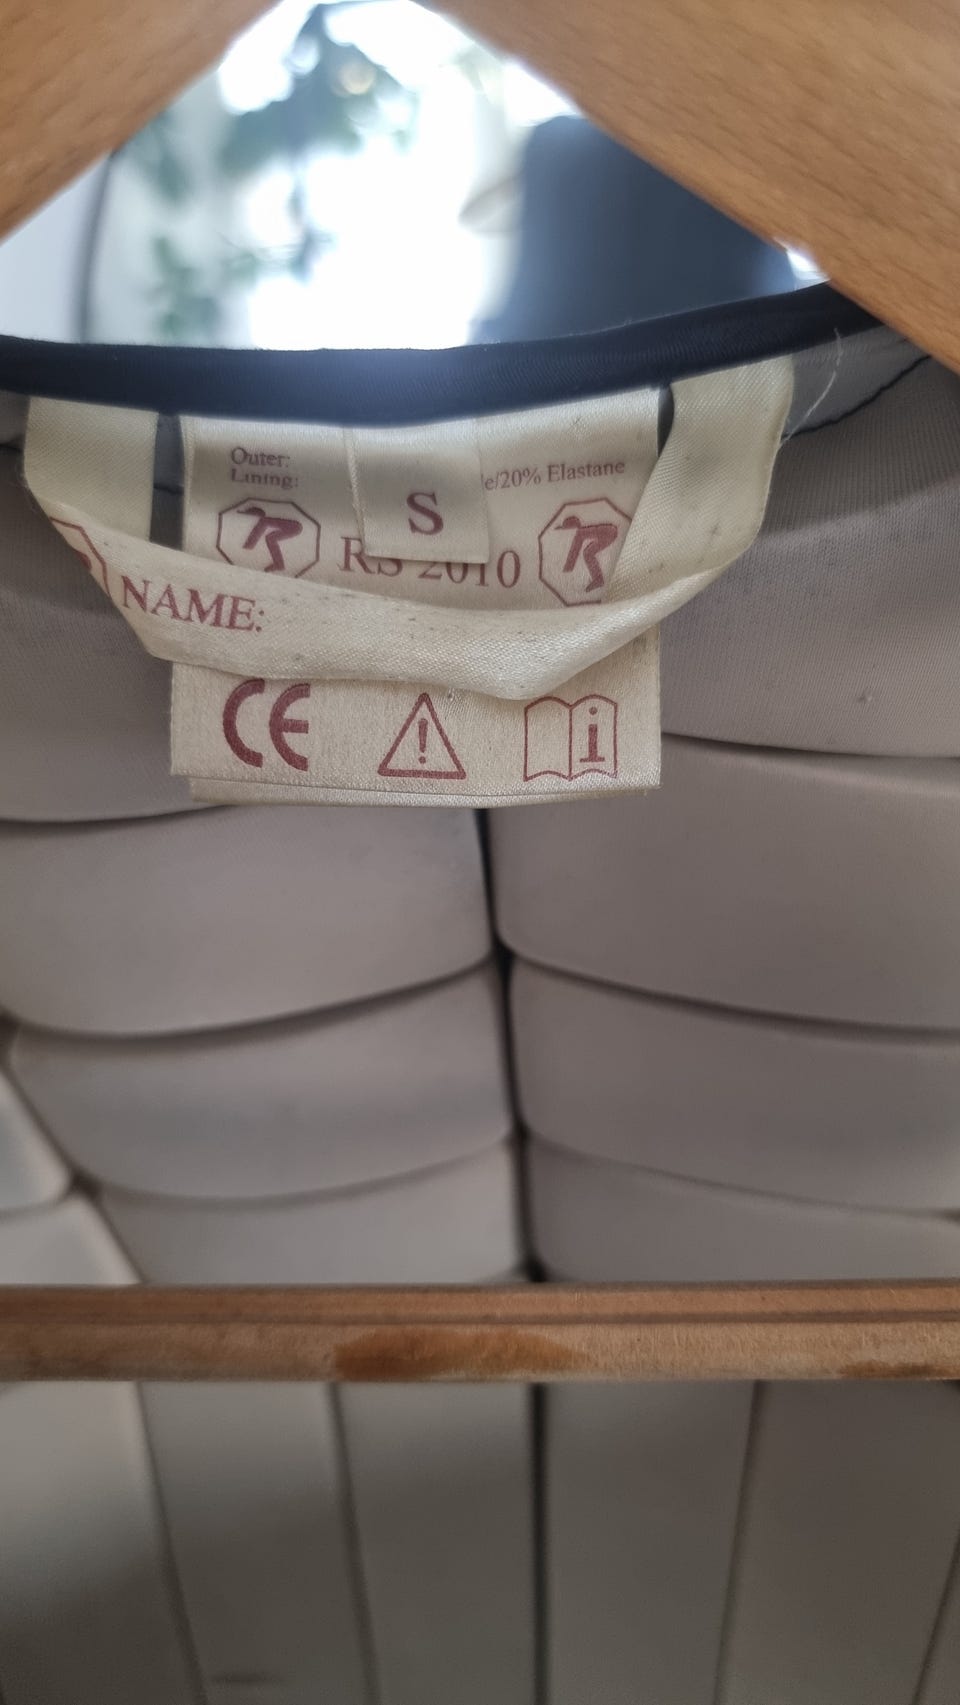 Outer:
Lining:
/20% Elastane
S
RS 2010
NAME:
CE